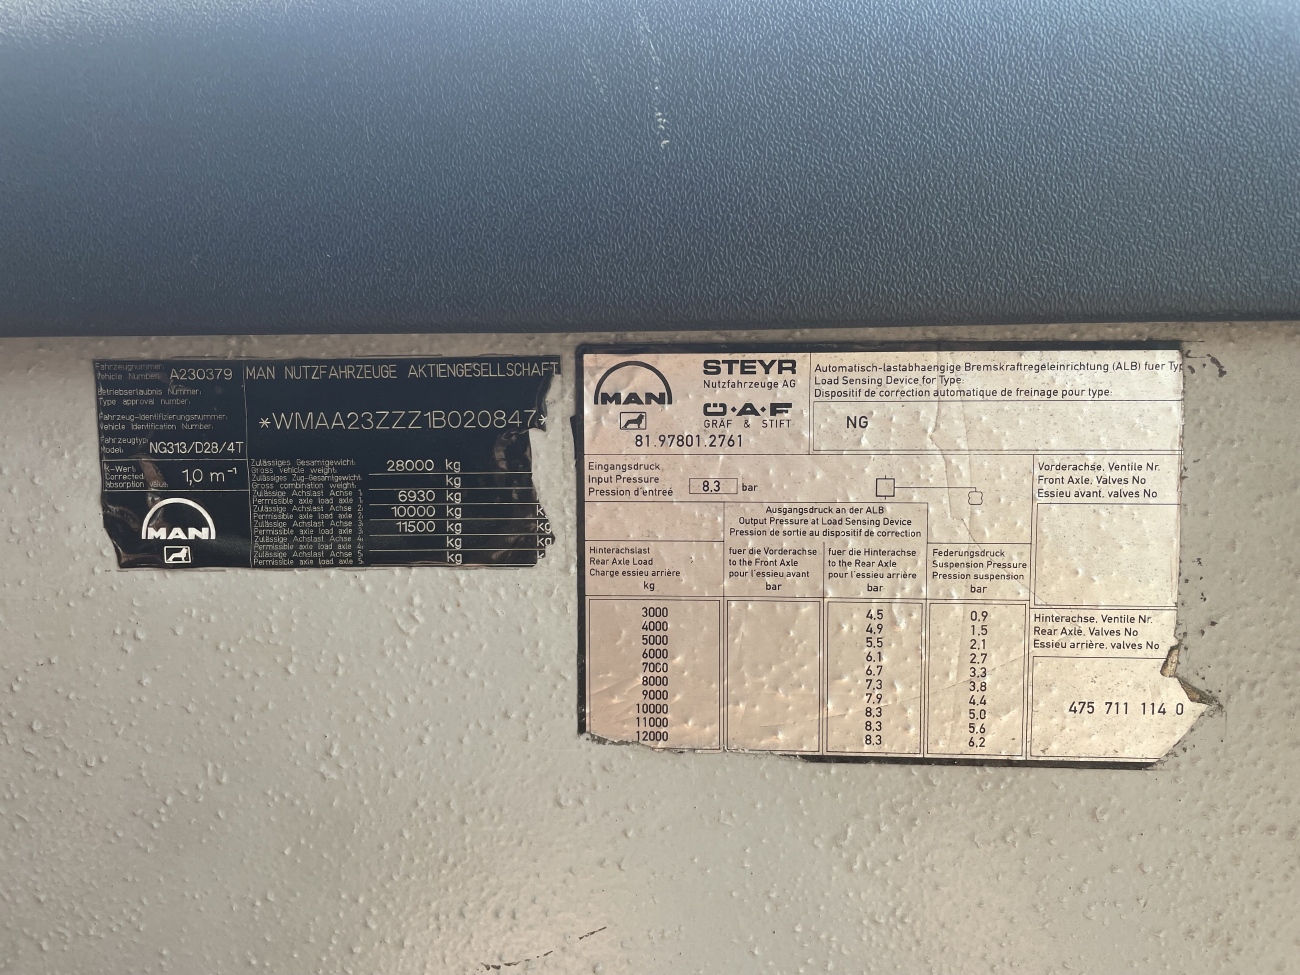 Fahrzeugnummer:
Vehicle Number: A230379
MAN NUTZFAHRZEUGE AKTIENGESELLSCHAFT
Betriebserlaubnis Nummer:
Type approval number:
Fahrzeug-Identifizierungsnummer:
Vehicle Identification Number:
*WMAA23ZZZ1B020847*
Fahrzeugtyp
Model: NG313/D28/4T
K-Wert:
Corrected
absorption value: 1,0 m⁻¹
MAN
Zulässiges Gesamtgewicht:
Gross vehicle weight: 28000 kg
Zulässiges Zug-Gesamtgewicht:
Gross combination weight: kg
Zulässige Achslast Achse 1:
Permissible axle load axle 1: 6930 kg
Zulässige Achslast Achse 2:
Permissible axle load axle 2: 10000 kg k
Zulässige Achslast Achse 3:
Permissible axle load axle 3: 11500 kg kg
Zulässige Achslast Achse 4:
Permissible axle load axle 4: kg kg
Zulässige Achslast Achse 5:
Permissible axle load axle 5: kg k
MAN
STEYR
Nutzfahrzeuge AG
Ö·A·F
GRÄF & STIFT
81.97801.2761
Automatisch-lastabhaengige Bremskraftregeleinrichtung (ALB) fuer Typ
Load Sensing Device for Type:
Dispositif de correction automatique de freinage pour type:
NG
Eingangsdruck
Input Pressure
Pression d'entreé
8.3 bar
Vorderachse, Ventile Nr.
Front Axle, Valves No
Essieu avant, valves No
Ausgangsdruck an der ALB
Output Pressure at Load Sensing Device
Pression de sortie au dispositif de correction
Hinterachslast
Rear Axle Load
Charge essieu arrière
kg
fuer die Vorderachse
to the Front Axle
pour l'essieu avant
bar
fuer die Hinterachse
to the Rear Axle
pour l'essieu arrière
bar
Federungsdruck
Suspension Pressure
Pression suspension
bar
3000 4.5 0.9
4000 4.9 1.5
5000 5.5 2.1
6000 6.1 2.7
7000 6.7 3.3
8000 7.3 3.8
9000 7.9 4.4
10000 8.3 5.0
11000 8.3 5.6
12000 8.3 6.2
Hinterachse, Ventile Nr.
Rear Axle, Valves No
Essieu arrière, valves No
475 711 114 0